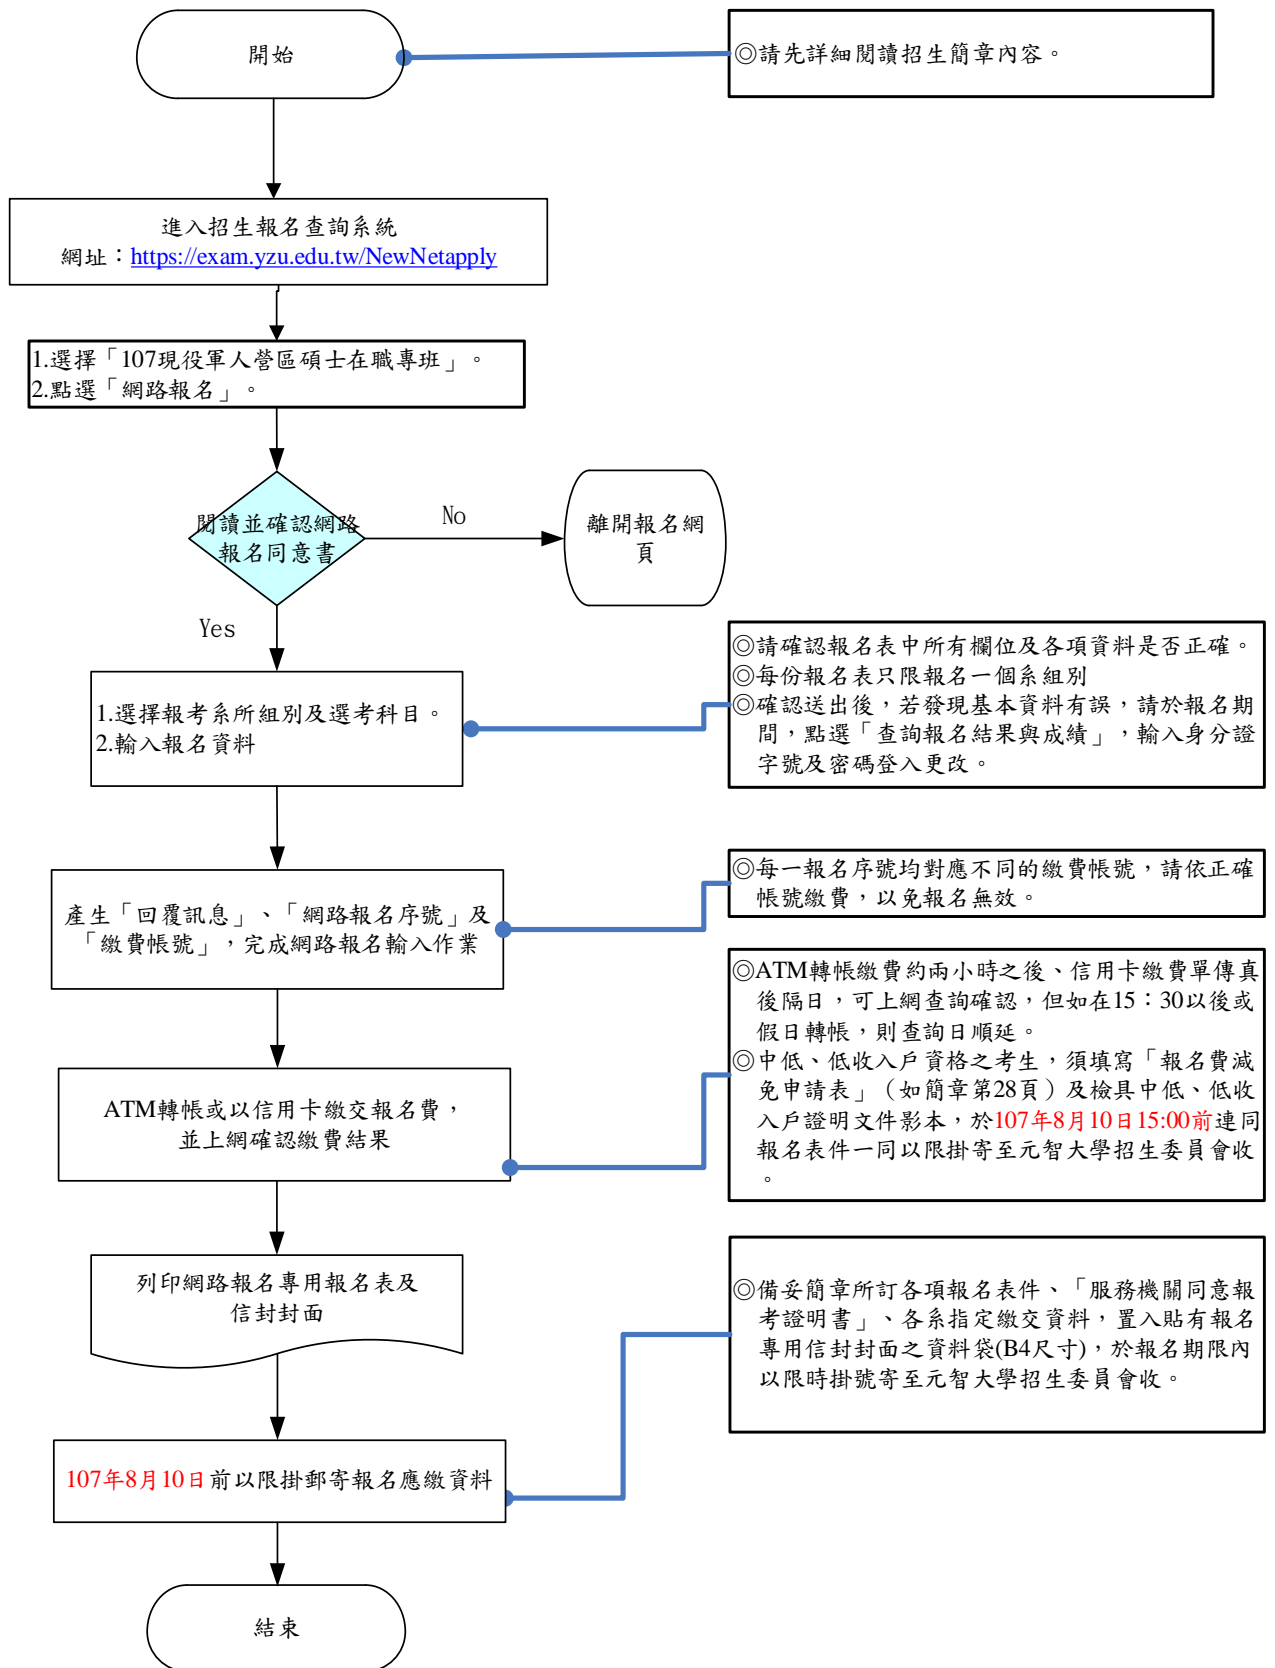 開始
◎請先詳細閱讀招生簡章內容。
進入招生報名查詢系統
網址：https://exam.yzu.edu.tw/NewNetapply
1.選擇「107現役軍人營區碩士在職專班」。
2.點選「網路報名」。
閱讀並確認網路
報名同意書
No
離開報名網
頁
Yes
1.選擇報考系所組別及選考科目。
2.輸入報名資料
◎請確認報名表中所有欄位及各項資料是否正確。
◎每份報名表只限報名一個系組別
◎確認送出後，若發現基本資料有誤，請於報名期
間，點選「查詢報名結果與成績」，輸入身分證
字號及密碼登入更改。
產生「回覆訊息」、「網路報名序號」及
「繳費帳號」，完成網路報名輸入作業
◎每一報名序號均對應不同的繳費帳號，請依正確
帳號繳費，以免報名無效。
ATM轉帳或以信用卡繳交報名費，
並上網確認繳費結果
◎ATM轉帳繳費約兩小時之後、信用卡繳費單傳真
後隔日，可上網查詢確認，但如在15：30以後或
假日轉帳，則查詢日順延。
◎中低、低收入戶資格之考生，須填寫「報名費減
免申請表」（如簡章第28頁）及檢具中低、低收
入戶證明文件影本，於107年8月10日15:00前連同
報名表件一同以限掛寄至元智大學招生委員會收
。
列印網路報名專用報名表及
信封封面
◎備妥簡章所訂各項報名表件、「服務機關同意報
考證明書」、各系指定繳交資料，置入貼有報名
專用信封封面之資料袋(B4尺寸)，於報名期限內
以限時掛號寄至元智大學招生委員會收。
107年8月10日前以限掛郵寄報名應繳資料
結束